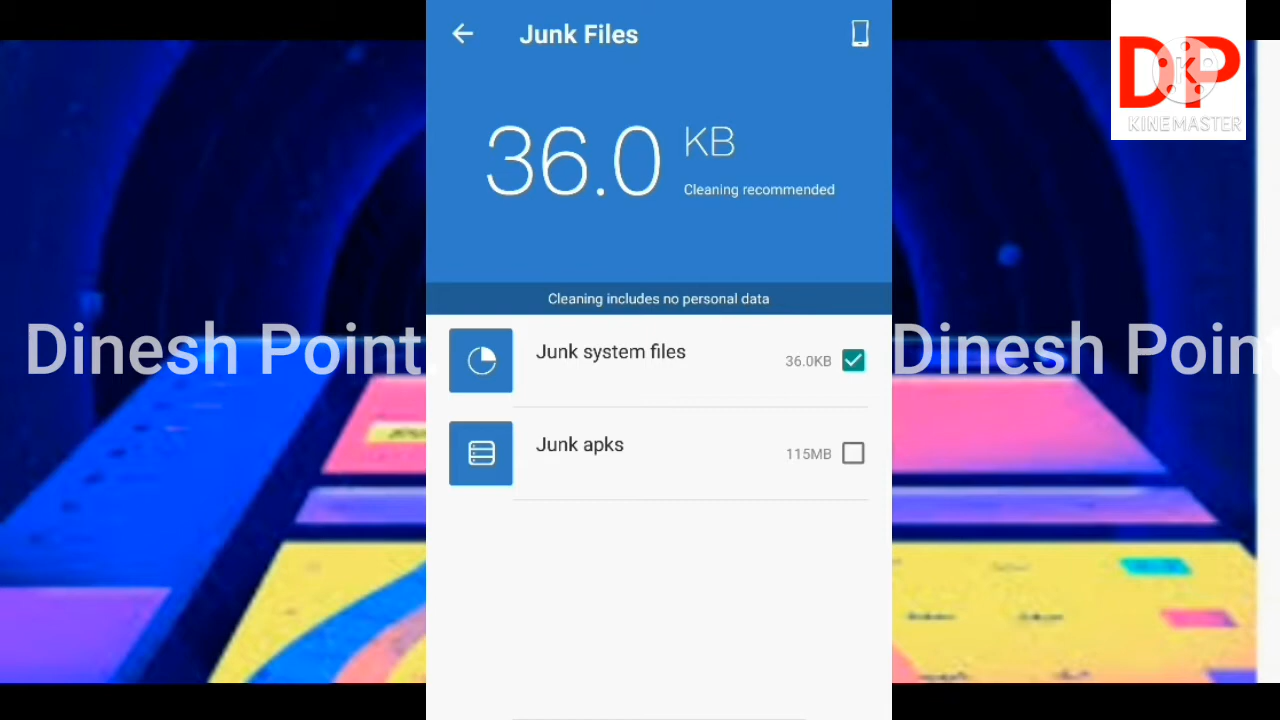 Junk Files
DP
KINEMASTER
36.0 KB
Cleaning recommended
Cleaning includes no personal data
Dinesh Point.
Dinesh Point
Junk system files
36.0KB
Junk apks
115MB